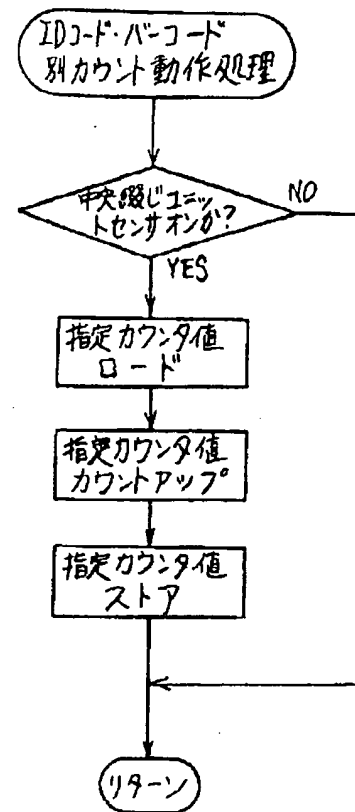 IDコード・バーコード
別カウント動作処理
中央綴じユニッ
トセンサオンか?
NO
YES
指定カウンタ値
ロード
指定カウンタ値
カウントアップ
指定カウンタ値
ストア
リターン